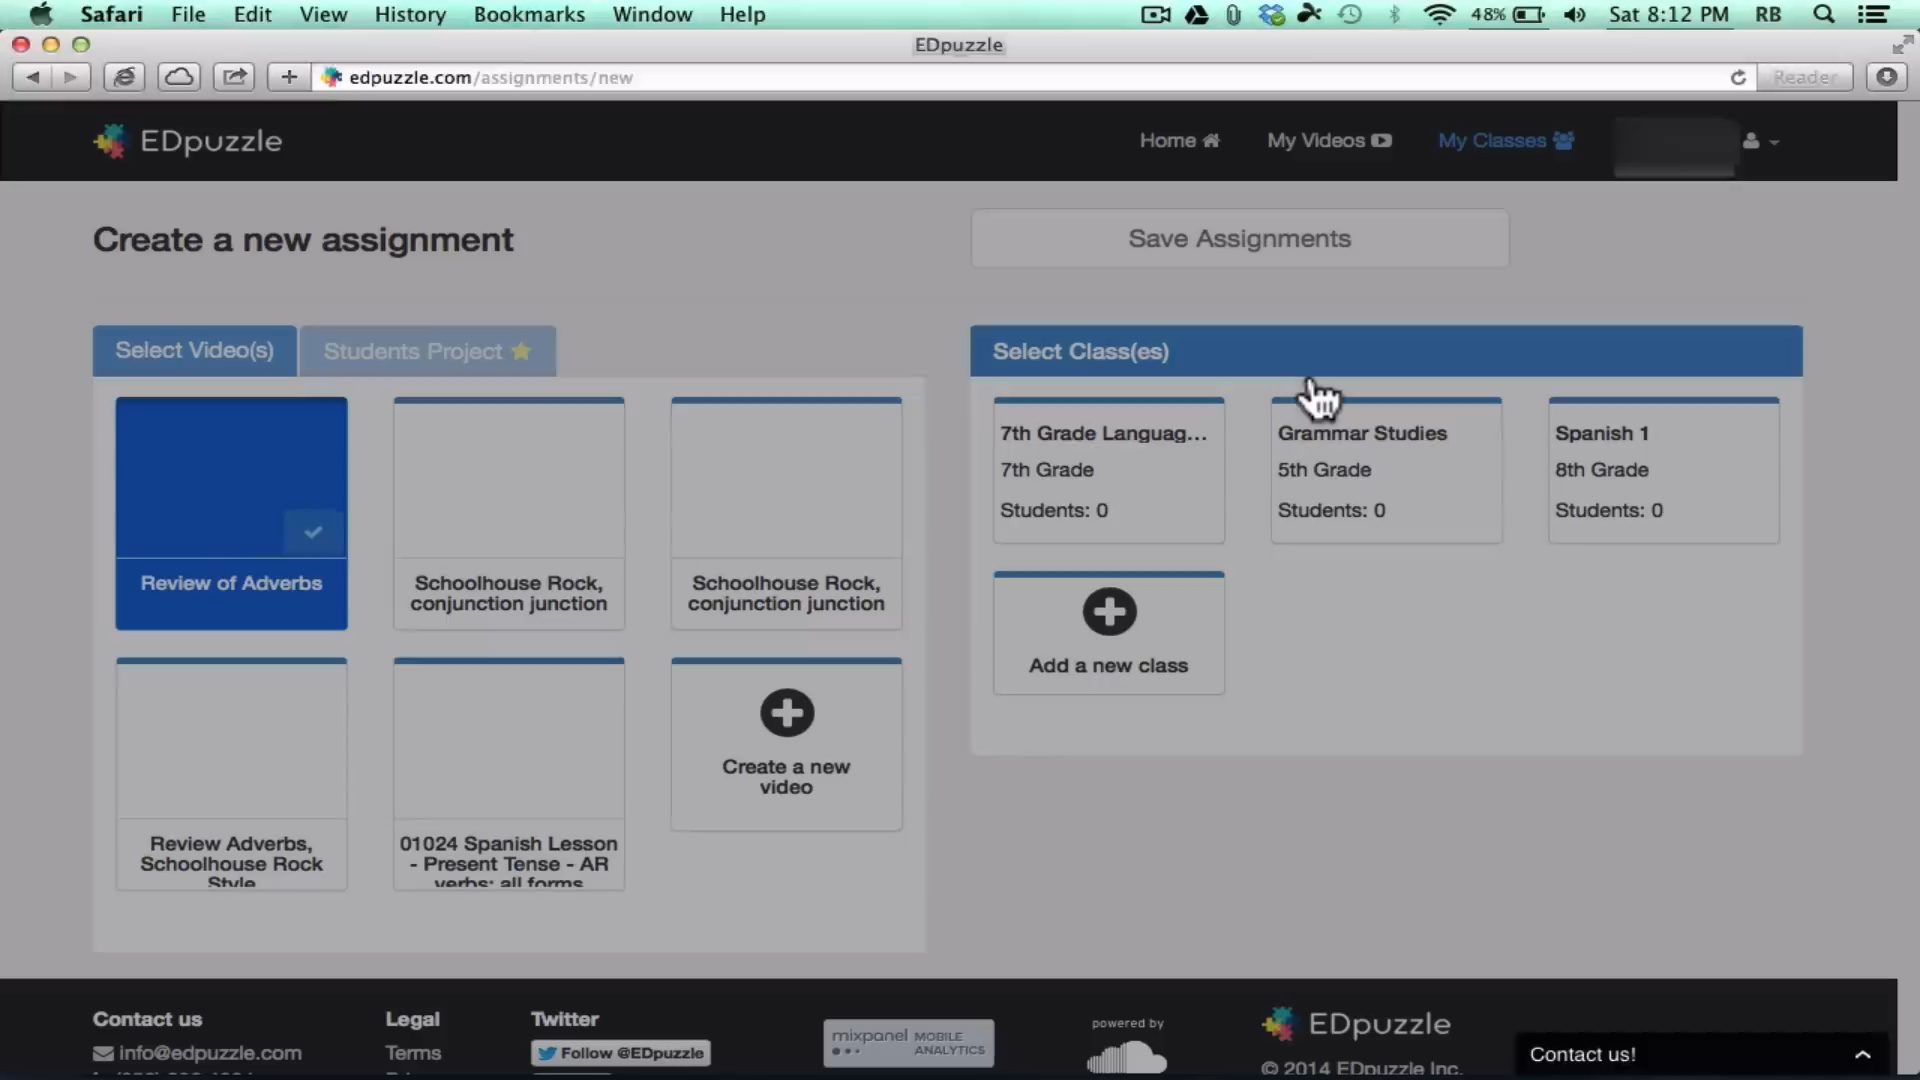 Safari File Edit View History Bookmarks Window Help 48% Sat 8:12 PM RB
EDpuzzle
edpuzzle.com/assignments/new Reader
EDpuzzle Home My Videos My Classes
Create a new assignment Save Assignments
Select Video(s) Students Project Select Class(es)
7th Grade Languag...
7th Grade
Students: 0
Grammar Studies
5th Grade
Students: 0
Spanish 1
8th Grade
Students: 0
Review of Adverbs
Schoolhouse Rock,
conjunction junction
Schoolhouse Rock,
conjunction junction
Add a new class
Create a new
video
Review Adverbs,
Schoolhouse Rock
Style
01024 Spanish Lesson
- Present Tense - AR
verbs: all forms
Contact us
info@edpuzzle.com
Legal
Terms
Twitter
Follow @EDpuzzle
mixpanel MOBILE
ANALYTICS
powered by
EDpuzzle
© 2014 EDpuzzle Inc.
Contact us!